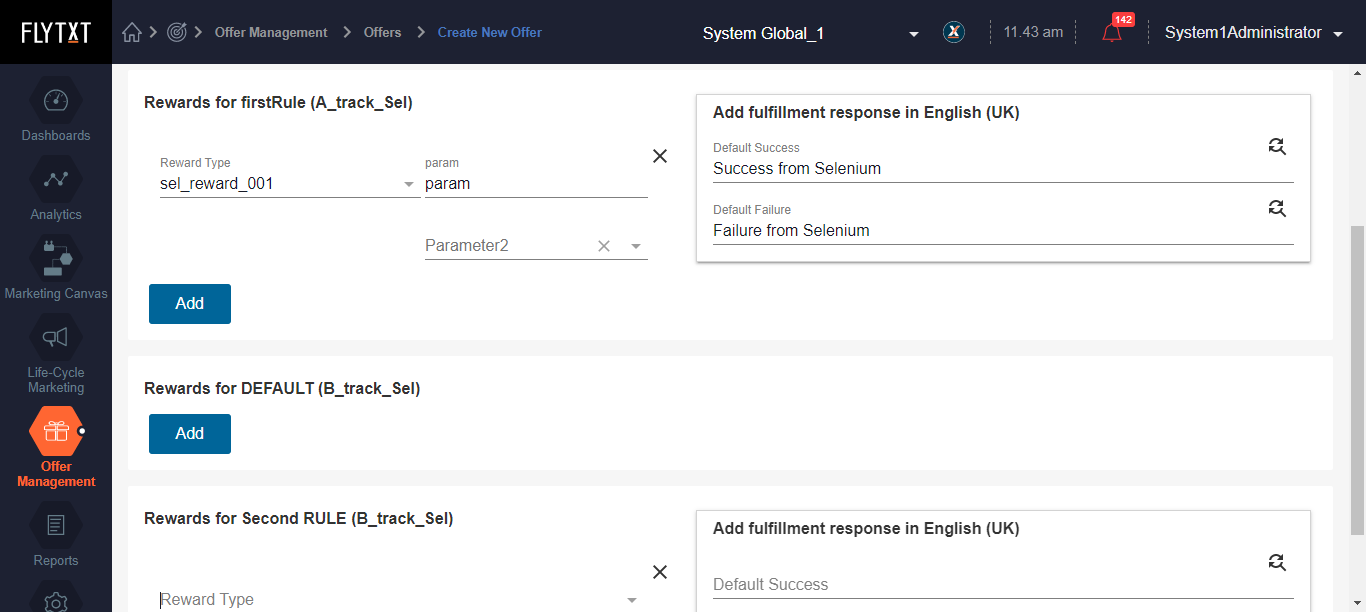 FLYTXT
Offer Management
Offers
Create New Offer
System Global_1
11.43 am
142
System1Administrator
Dashboards
Analytics
Marketing Canvas
Life-Cycle
Marketing
Offer
Management
Reports
Rewards for firstRule (A_track_Sel)
Reward Type
sel_reward_001
param
param
Parameter2
Add
Add fulfillment response in English (UK)
Default Success
Success from Selenium
Default Failure
Failure from Selenium
Rewards for DEFAULT (B_track_Sel)
Add
Rewards for Second RULE (B_track_Sel)
Reward Type
Add fulfillment response in English (UK)
Default Success